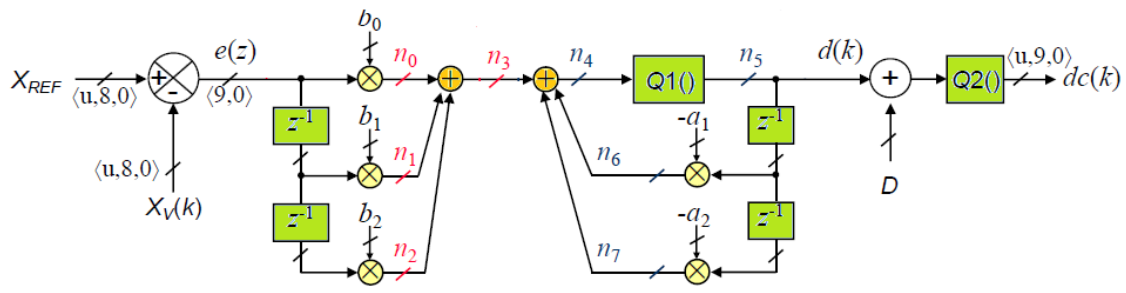 b₀
e(z)
n₀
n₃
n₄
n₅
d(k)
⟨u,9,0⟩
X_REF
+
-
+
+
Q1()
+
Q2()
dc(k)
⟨u,8,0⟩
⟨9,0⟩
z⁻¹
b₁
n₁
-a₁
n₆
z⁻¹
D
⟨u,8,0⟩
X_V(k)
z⁻¹
b₂
n₂
-a₂
n₇
z⁻¹